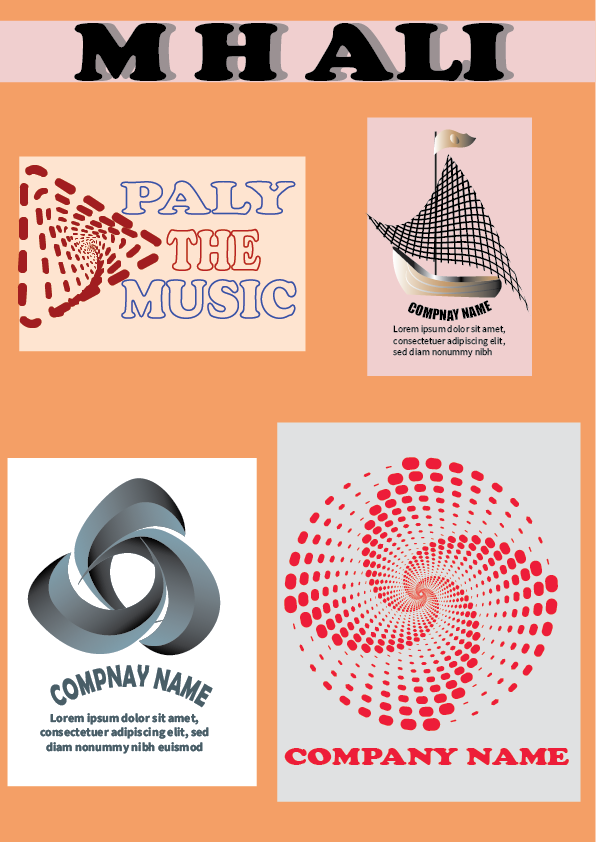 M H ALI
PALY
THE
MUSIC
COMPNAY NAME
Lorem ipsum dolor sit amet,
consectetuer adipiscing elit,
sed diam nonummy nibh
COMPNAY NAME
Lorem ipsum dolor sit amet,
consectetuer adipiscing elit, sed
diam nonummy nibh euismod
COMPANY NAME